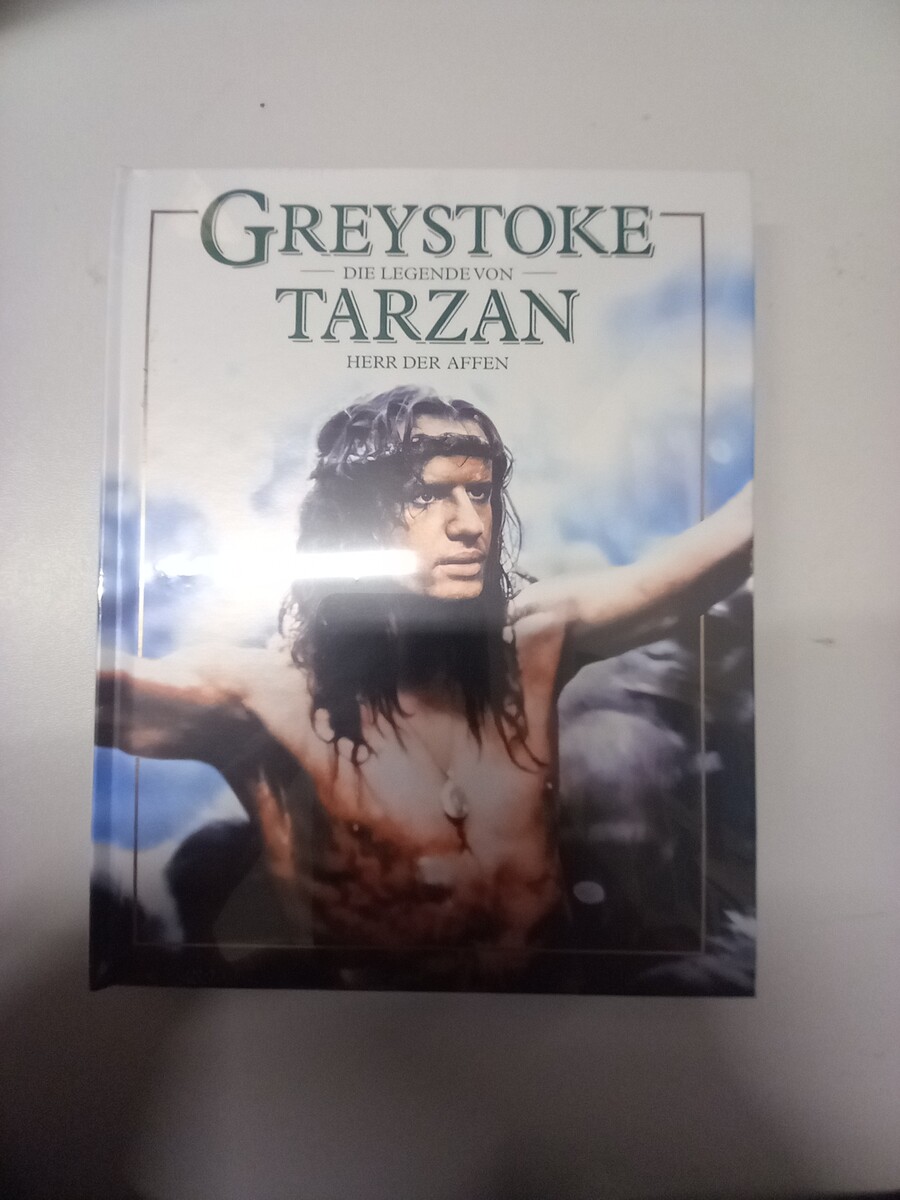 GREYSTOKE
DIE LEGENDE VON
TARZAN
HERR DER AFFEN